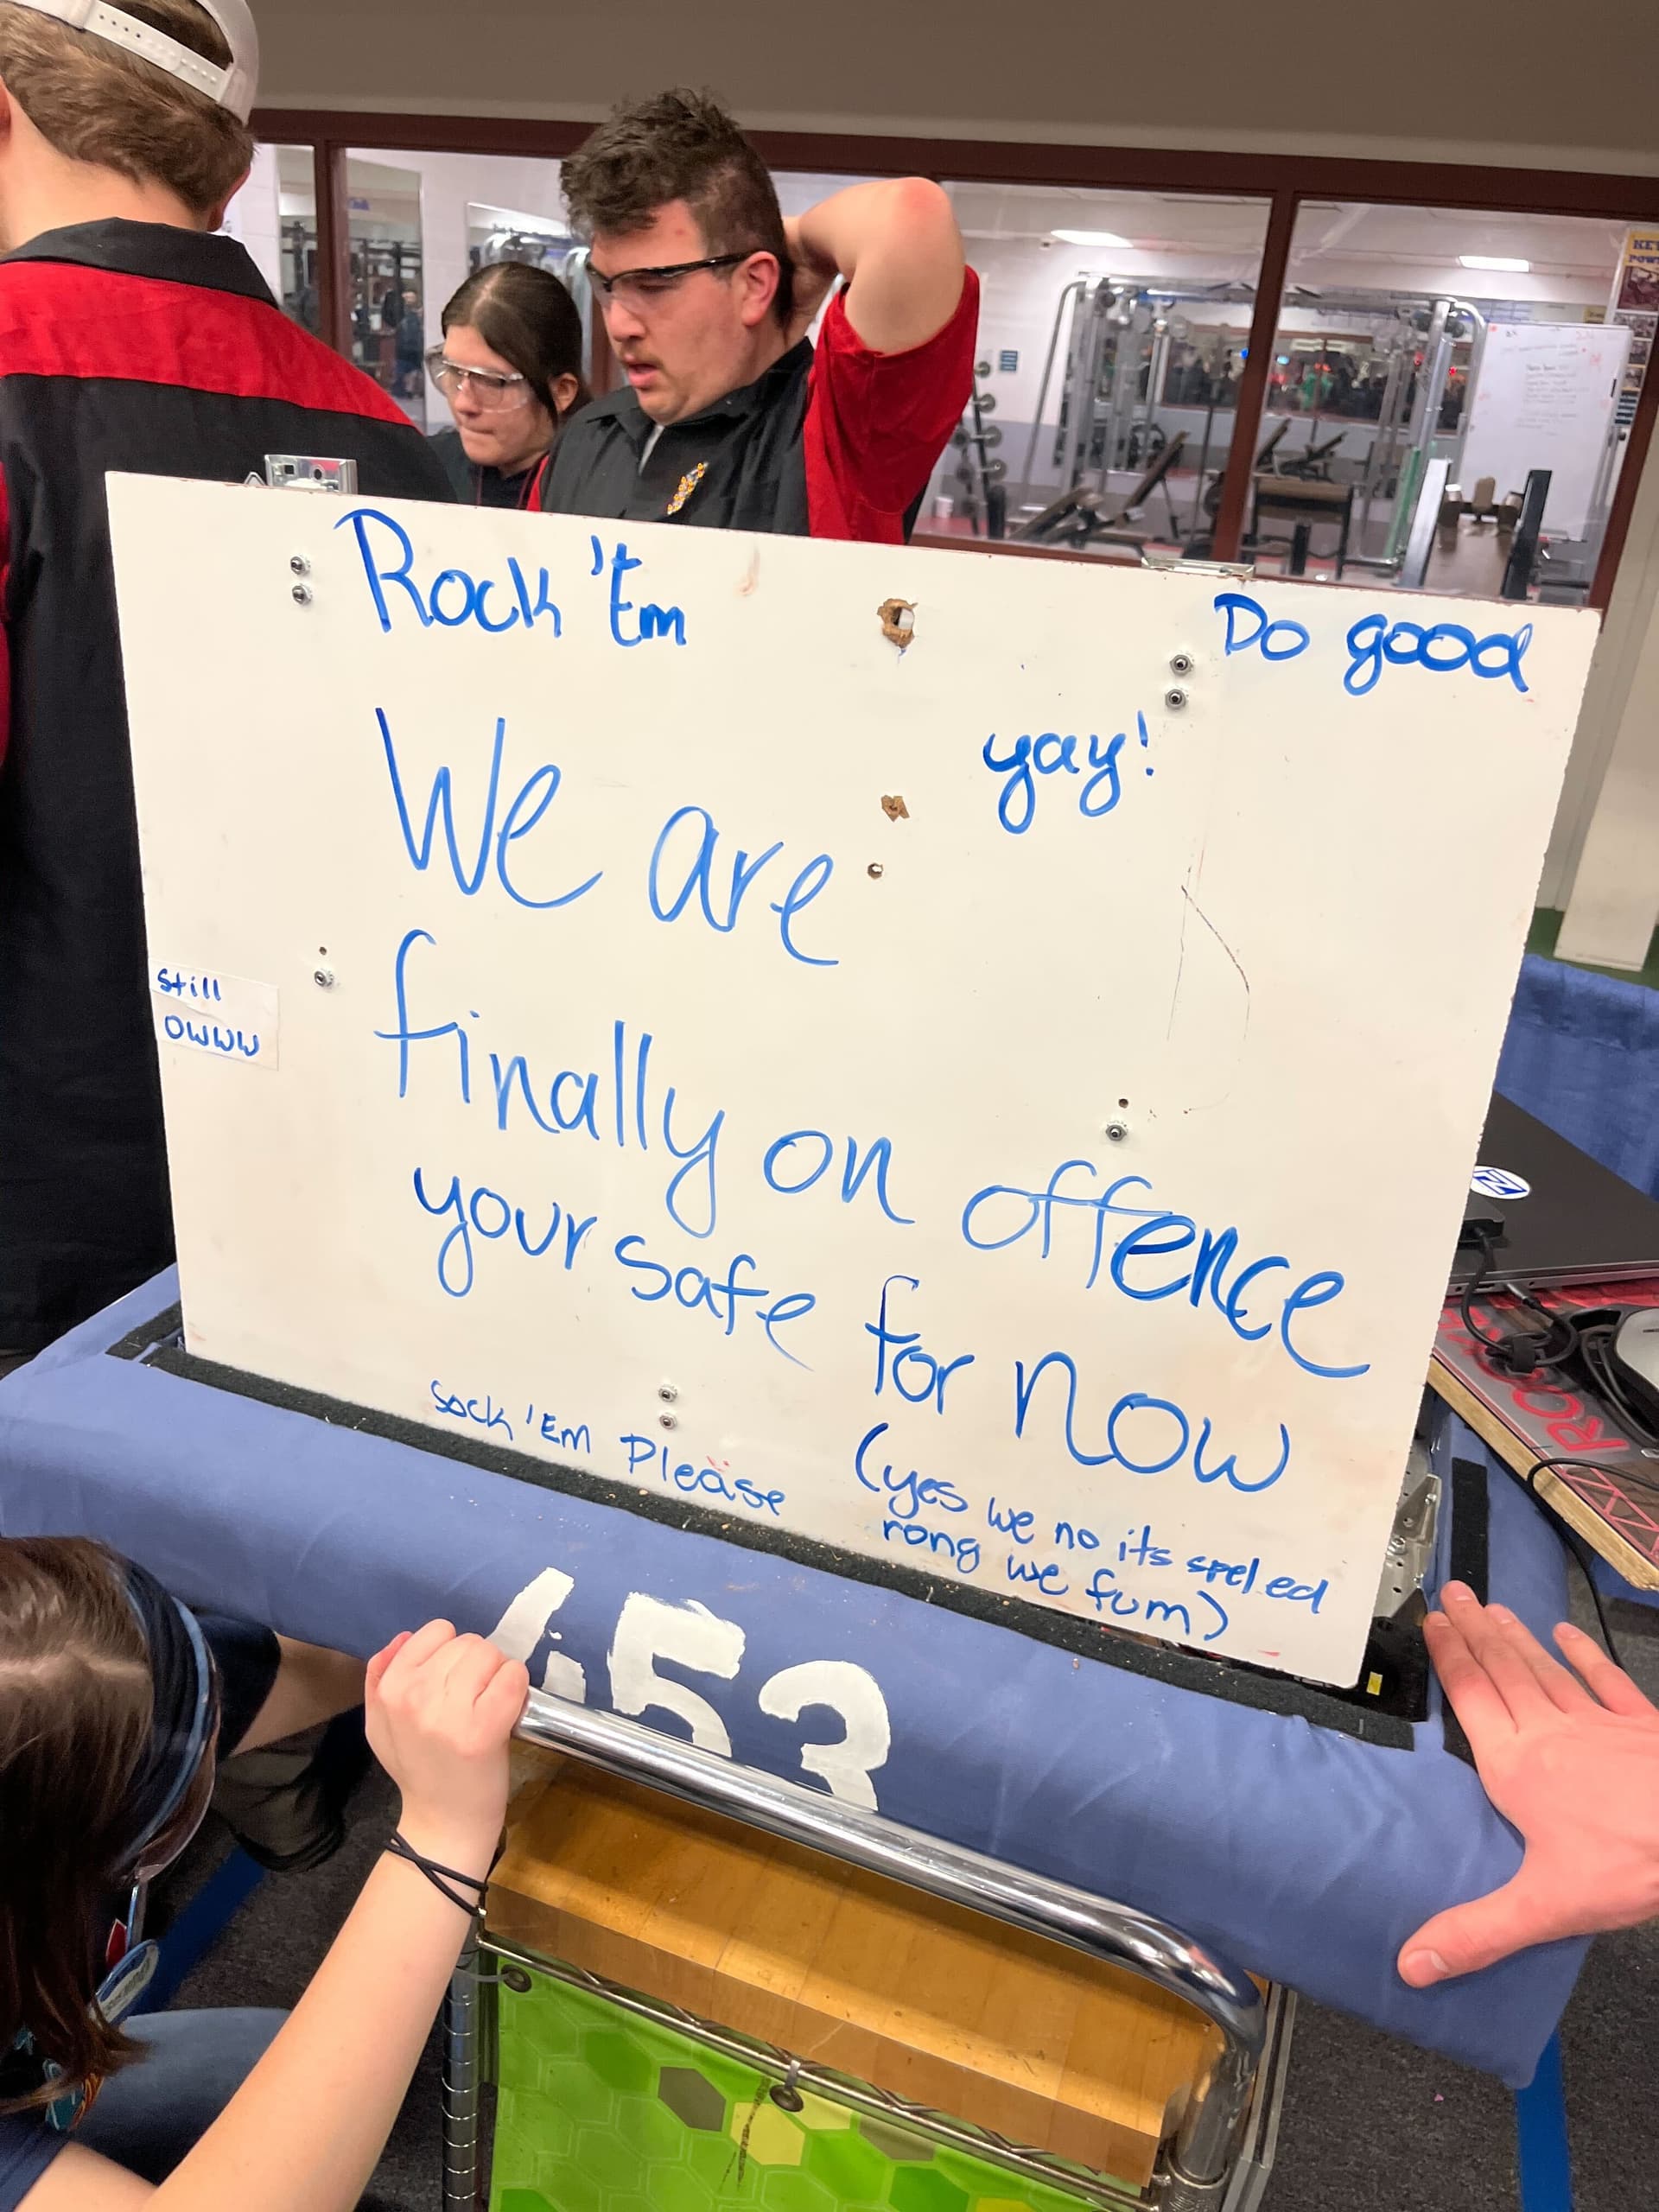 Rock 'Em
Do good
yay!
We are
finally on offence
your safe for now
Still
OWWW
Sock 'EM Please
(yes we no its speled
rong we fum)
453